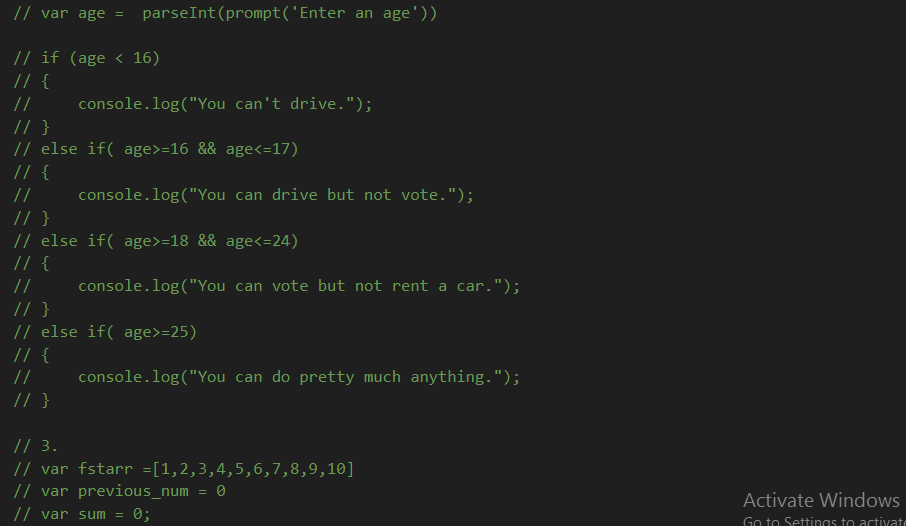 // var age =  parseInt(prompt('Enter an age'))
// if (age < 16)
// {
//     console.log("You can't drive.");
// }
// else if( age>=16 && age<=17)
// {
//     console.log("You can drive but not vote.");
// }
// else if( age>=18 && age<=24)
// {
//     console.log("You can vote but not rent a car.");
// }
// else if( age>=25)
// {
//     console.log("You can do pretty much anything.");
// }
// 3.
// var fstarr =[1,2,3,4,5,6,7,8,9,10]
// var previous_num = 0
// var sum = 0;
Activate Windows
Go to Settings to activate